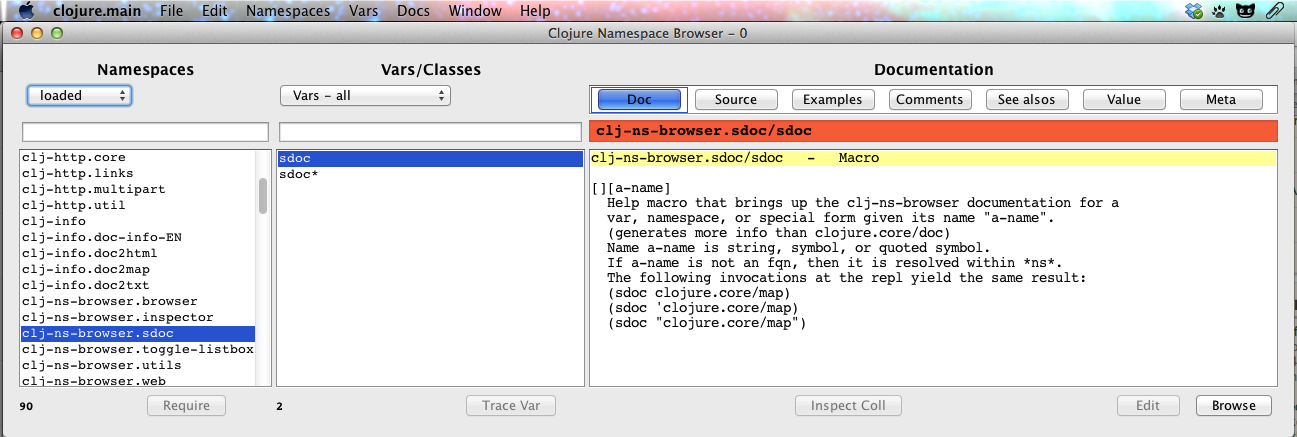 clojure.main File Edit Namespaces Vars Docs Window Help
Clojure Namespace Browser - 0
Namespaces
loaded
clj-http.core
clj-http.links
clj-http.multipart
clj-http.util
clj-info
clj-info.doc-info-EN
clj-info.doc2html
clj-info.doc2map
clj-info.doc2txt
clj-ns-browser.browser
clj-ns-browser.inspector
clj-ns-browser.sdoc
clj-ns-browser.toggle-listbox
clj-ns-browser.utils
clj-ns-browser.web
90 Require
Vars/Classes
Vars - all
sdoc
sdoc*
2 Trace Var
Documentation
Doc Source Examples Comments See alsos Value Meta
clj-ns-browser.sdoc/sdoc
clj-ns-browser.sdoc/sdoc - Macro
[][a-name]
Help macro that brings up the clj-ns-browser documentation for a
var, namespace, or special form given its name "a-name".
(generates more info than clojure.core/doc)
Name a-name is string, symbol, or quoted symbol.
If a-name is not an fqn, then it is resolved within *ns*.
The following invocations at the repl yield the same result:
(sdoc clojure.core/map)
(sdoc 'clojure.core/map)
(sdoc "clojure.core/map")
Inspect Coll Edit Browse